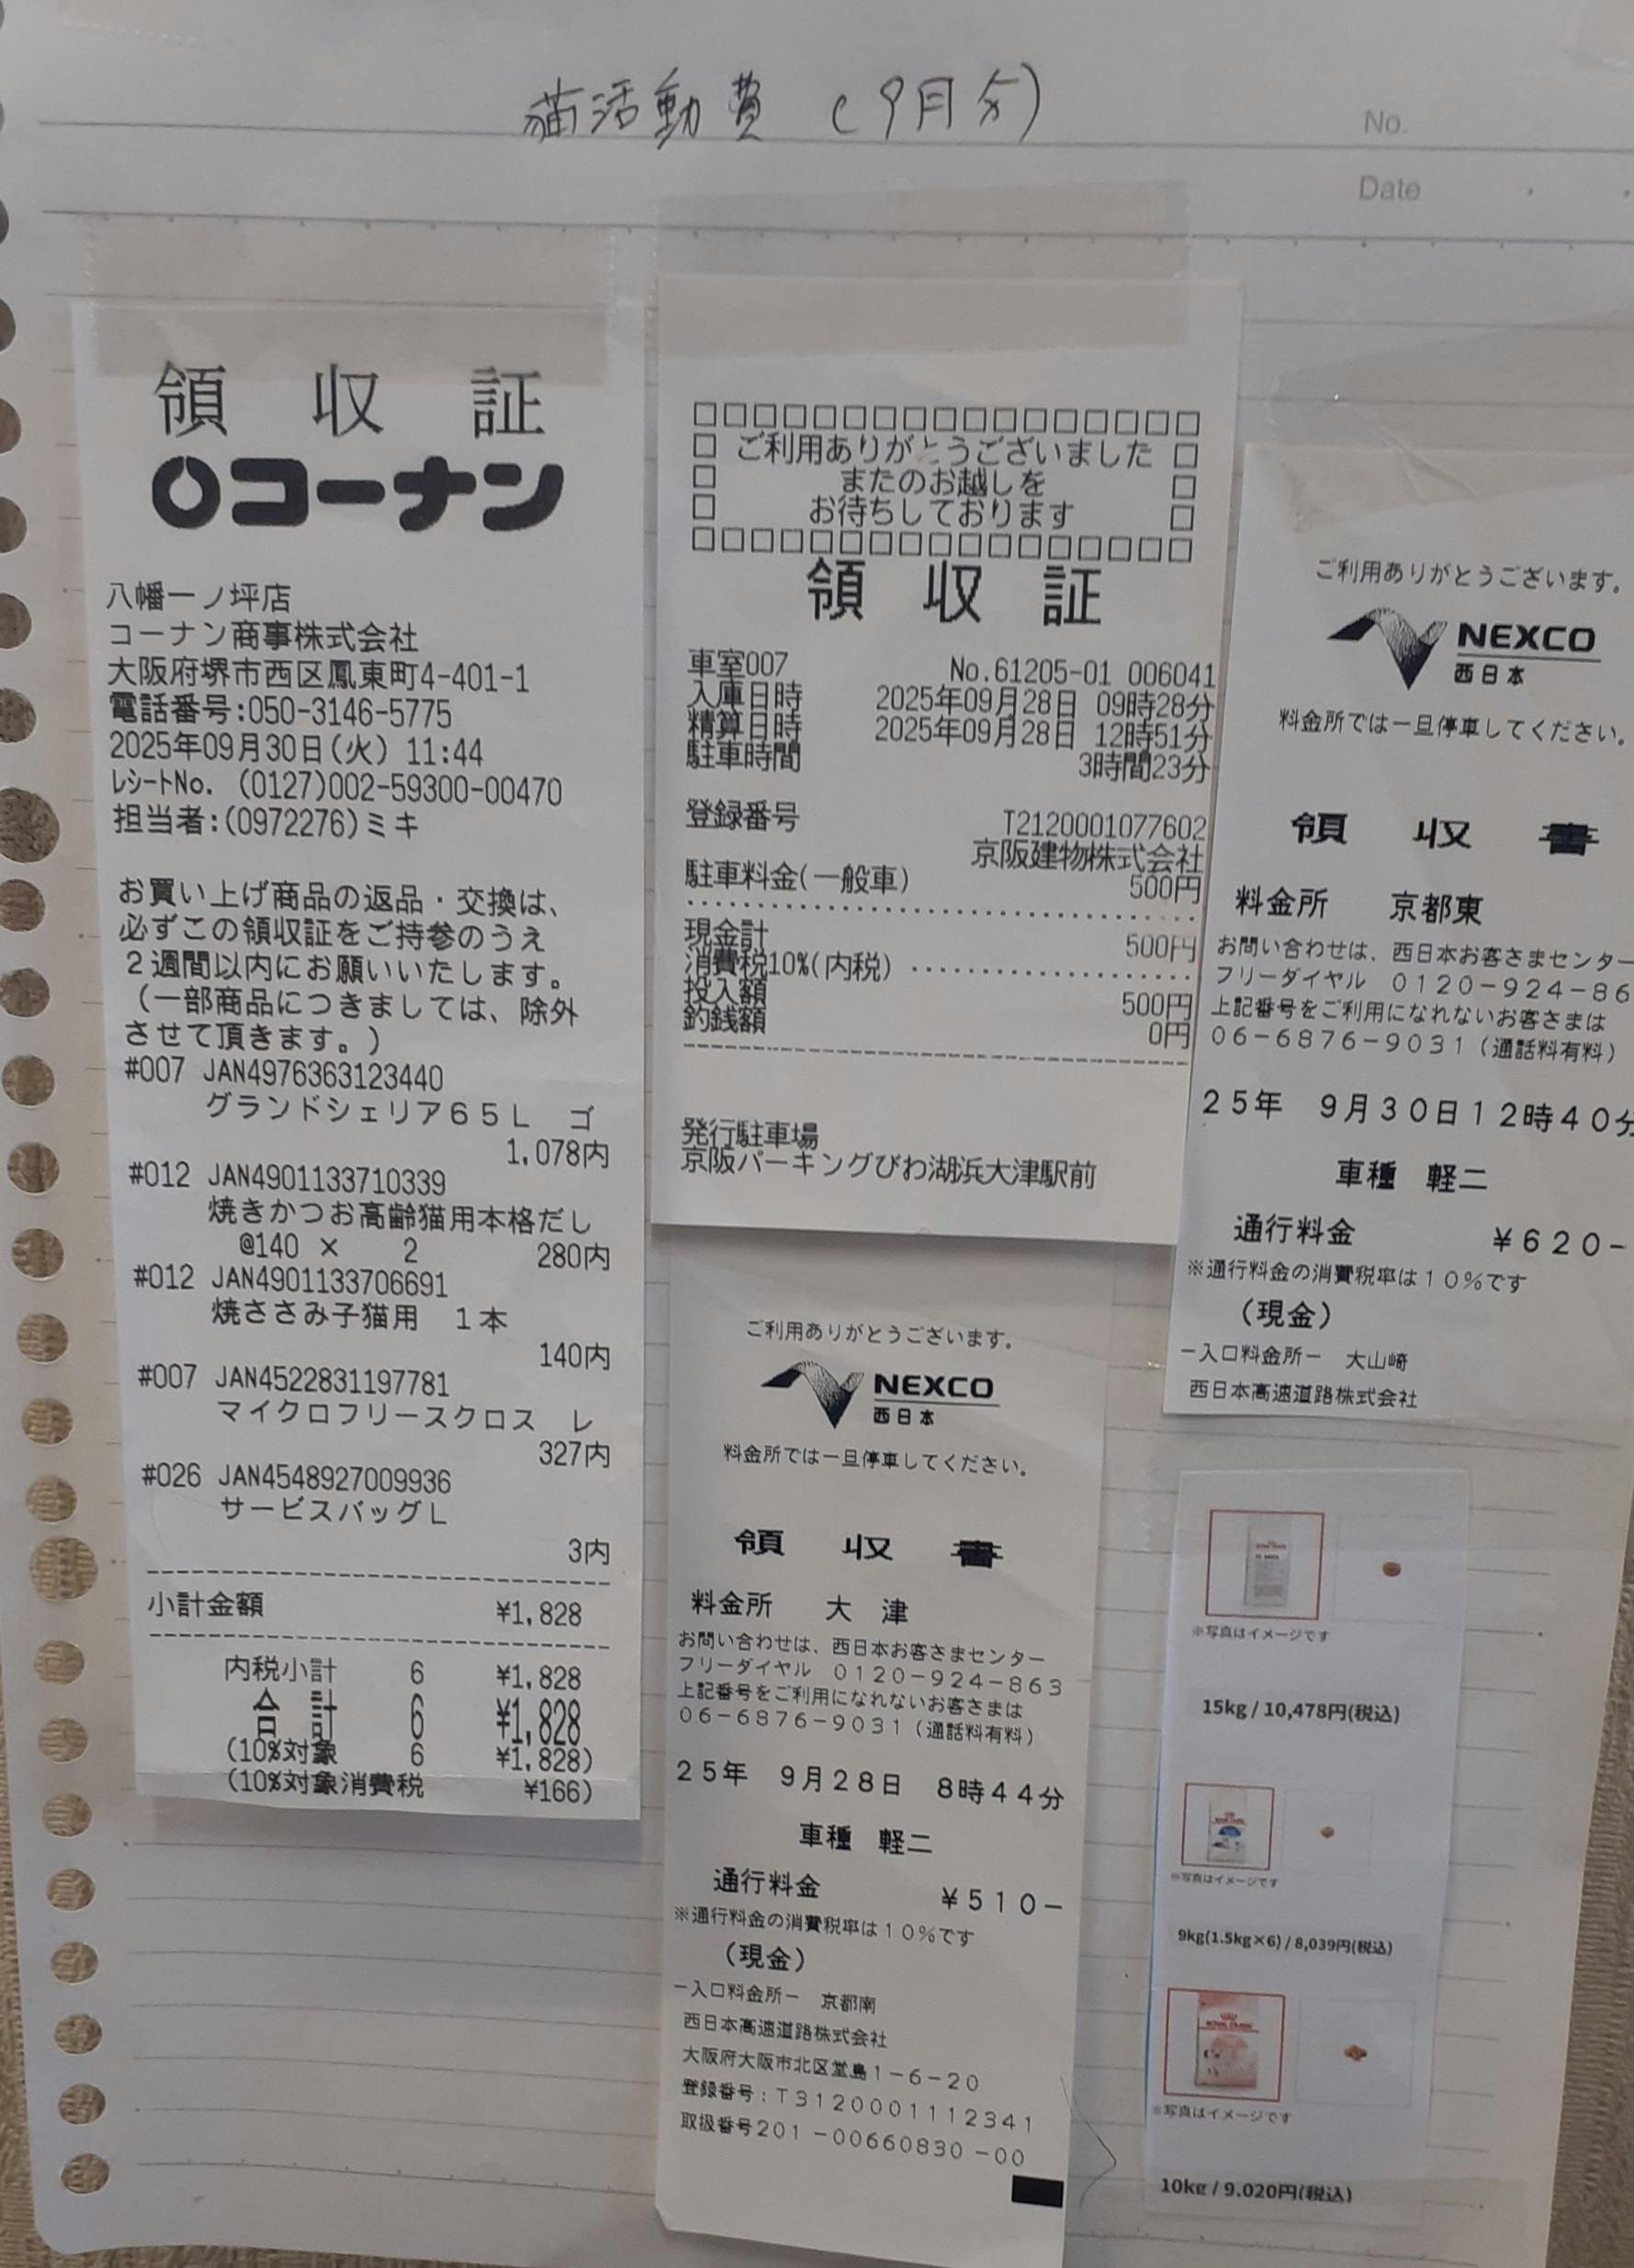 猫活動費 (9月分)
No.
Date
領 収 証
コーナン
八幡一ノ坪店
コーナン商事株式会社
大阪府堺市西区鳳東町4-401-1
電話番号:050-3146-5775
2025年09月30日(火) 11:44
レシートNo. (0127)002-59300-00470
担当者:(0972276)ミキ
お買い上げ商品の返品・交換は、
必ずこの領収証をご持参のうえ
2週間以内にお願いいたします。
(一部商品につきましては、除外
させて頂きます。)
#007 JAN4976363123440
グランドシェリア65L ゴ
1,078内
#012 JAN4901133710339
焼きかつお高齢猫用本格だし
@140 × 2 280内
#012 JAN4901133706691
焼ささみ子猫用 1本
140内
#007 JAN4522831197781
マイクロフリースクロス レ
327内
#026 JAN4548927009936
サービスバッグL
3内
小計金額 ¥1,828
内税小計 6 ¥1,828
合 計 6 ¥1,828
(10%対象 6 ¥1,828)
(10%対象消費税 ¥166)
ご利用ありがとうございました
またのお越しを
お待ちしております
領 収 証
車室007 No.61205-01 006041
入庫日時 2025年09月28日 09時28分
精算日時 2025年09月28日 12時51分
駐車時間 3時間23分
登録番号 T2120001077602
京阪建物株式会社
駐車料金(一般車) 500円
現金計 500円
消費税10%(内税)
投入額 500円
釣銭額 0円
発行駐車場
京阪パーキングびわ湖浜大津駅前
ご利用ありがとうございます。
NEXCO
西日本
料金所では一旦停車してください。
領 収 書
料金所 大 津
お問い合わせは、西日本お客さまセンター
フリーダイヤル 0120-924-863
上記番号をご利用になれないお客さまは
06-6876-9031(通話料有料)
25年 9月28日 8時44分
車種 軽二
通行料金 ¥510-
※通行料金の消費税率は10%です
(現金)
-入口料金所- 京都南
西日本高速道路株式会社
大阪府大阪市北区堂島1-6-20
登録番号:T3120001112341
取扱番号201-00660830-00
ご利用ありがとうございます。
NEXCO
西日本
料金所では一旦停車してください。
領 収 書
料金所 京都東
お問い合わせは、西日本お客さまセンター
フリーダイヤル 0120-924-86
上記番号をご利用になれないお客さまは
06-6876-9031(通話料有料)
25年 9月30日12時40分
車種 軽二
通行料金 ¥620-
※通行料金の消費税率は10%です
(現金)
-入口料金所- 大山崎
西日本高速道路株式会社
※写真はイメージです
15kg / 10,478円(税込)
※写真はイメージです
9kg(1.5kg×6) / 8,039円(税込)
ROYAL CANIN
※写真はイメージです
10kg / 9.020円(税込)